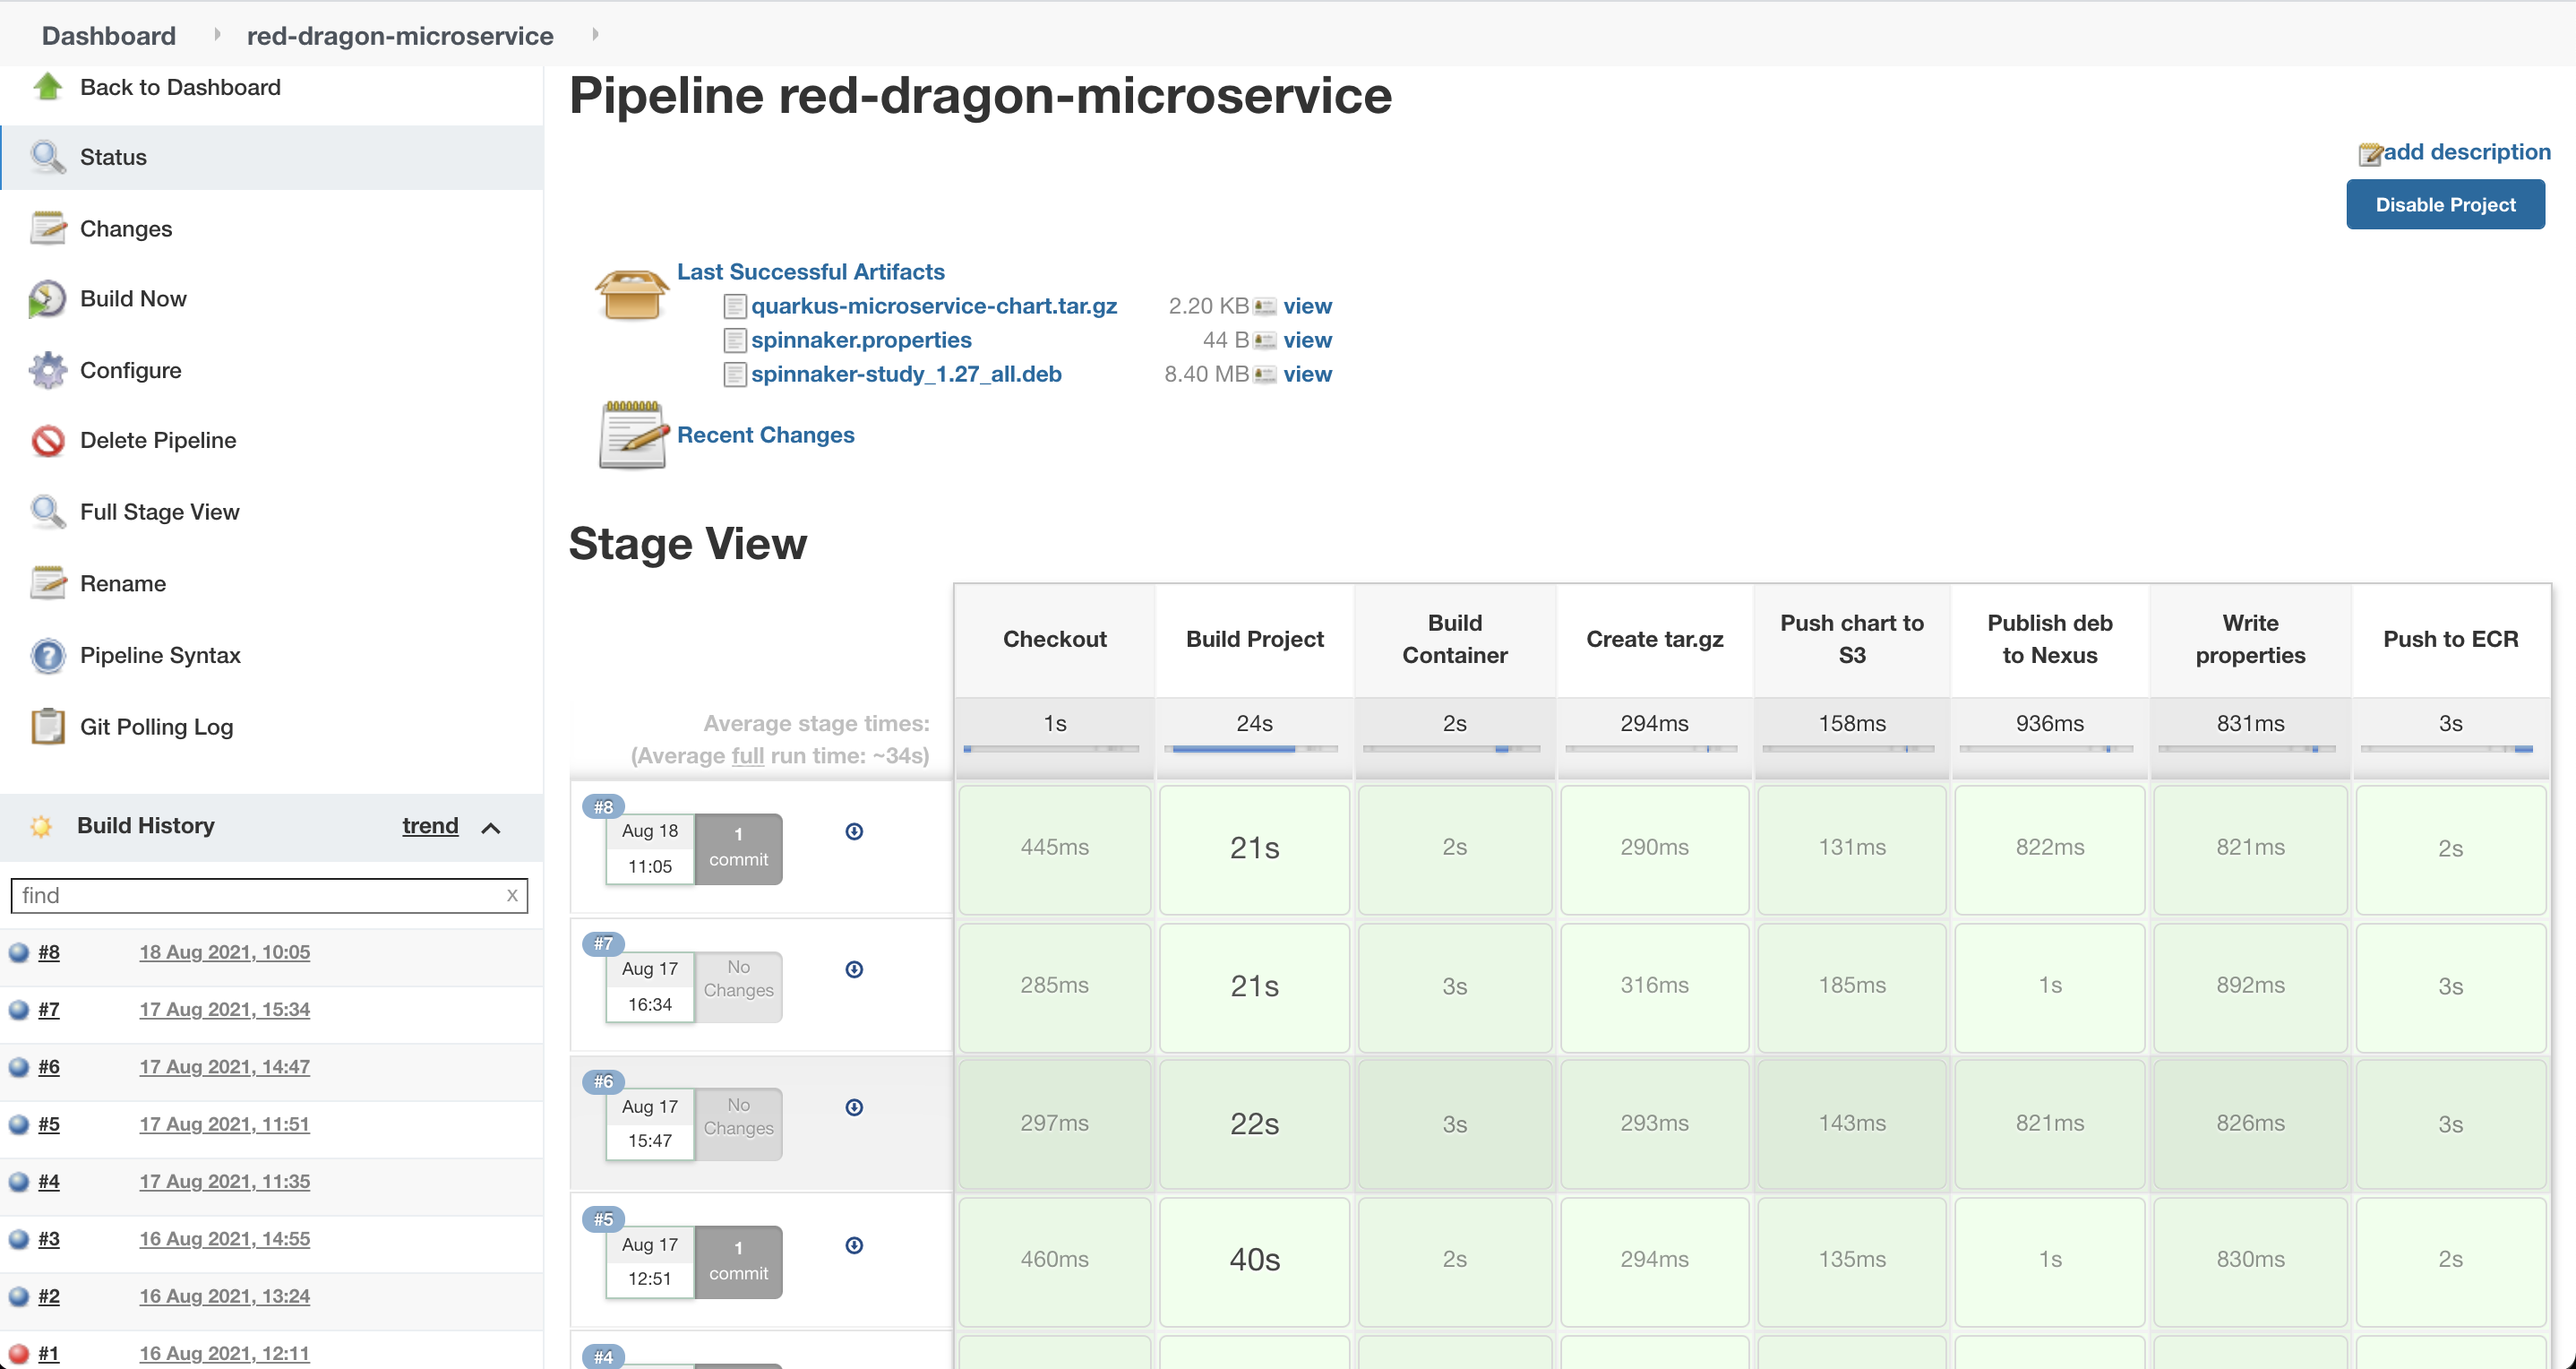 Dashboard
red-dragon-microservice
Back to Dashboard
Status
Changes
Build Now
Configure
Delete Pipeline
Full Stage View
Rename
Pipeline Syntax
Git Polling Log
Build History
trend
find
x
#8 18 Aug 2021, 10:05
#7 17 Aug 2021, 15:34
#6 17 Aug 2021, 14:47
#5 17 Aug 2021, 11:51
#4 17 Aug 2021, 11:35
#3 16 Aug 2021, 14:55
#2 16 Aug 2021, 13:24
#1 16 Aug 2021, 12:11
Pipeline red-dragon-microservice
add description
Disable Project
Last Successful Artifacts
quarkus-microservice-chart.tar.gz 2.20 KB view
spinnaker.properties 44 B view
spinnaker-study_1.27_all.deb 8.40 MB view
Recent Changes
Stage View
Checkout
Build Project
Build
Container
Create tar.gz
Push chart to
S3
Publish deb
to Nexus
Write
properties
Push to ECR
Average stage times:
(Average full run time: ~34s)
1s 24s 2s 294ms 158ms 936ms 831ms 3s
#8
Aug 18
11:05
1
commit
445ms 21s 2s 290ms 131ms 822ms 821ms 2s
#7
Aug 17
16:34
No
Changes
285ms 21s 3s 316ms 185ms 1s 892ms 3s
#6
Aug 17
15:47
No
Changes
297ms 22s 3s 293ms 143ms 821ms 826ms 3s
#5
Aug 17
12:51
1
commit
460ms 40s 2s 294ms 135ms 1s 830ms 2s
#4